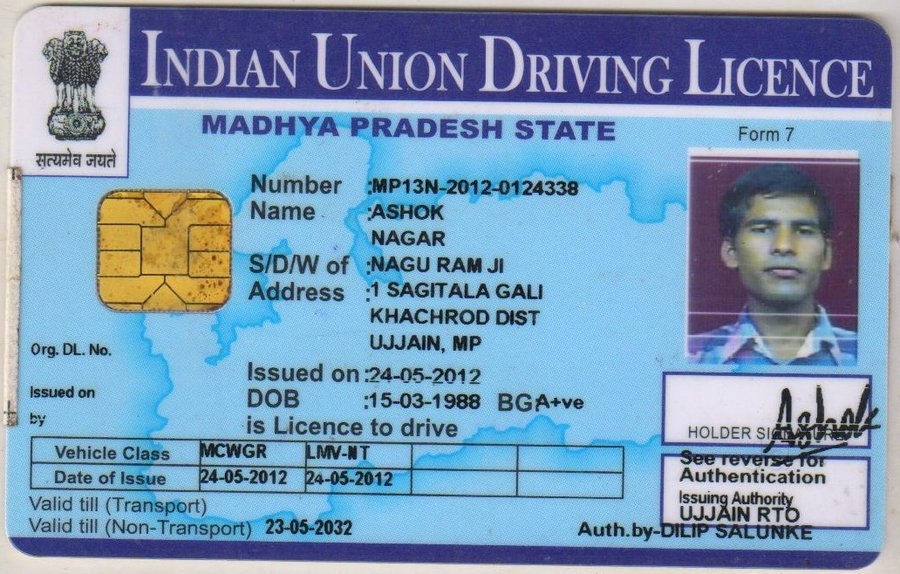 INDIAN UNION DRIVING LICENCE
MADHYA PRADESH STATE
Form 7
सत्यमेव जयते
Number :MP13N-2012-0124338
Name :ASHOK
NAGAR
S/D/W of :NAGU RAM JI
Address :1 SAGITALA GALI
KHACHROD DIST
UJJAIN, MP
Org. DL. No.
Issued on :24-05-2012
Issued on
DOB :15-03-1988 BG:A+ve
by
is Licence to drive
Ashok
HOLDER SIGNATURE
Vehicle Class MCWGR LMV-NT
Date of Issue 24-05-2012 24-05-2012
See reverse for
Authentication
Issuing Authority
UJJAIN RTO
Valid till (Transport)
Valid till (Non-Transport) 23-05-2032
Auth.by-DILIP SALUNKE